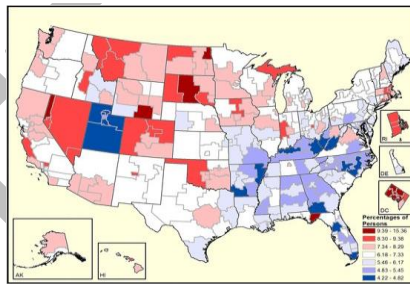 RI
DE
DC
AK
HI
Percentages of
Persons
9.39 - 10.36
8.30 - 9.38
7.34 - 8.29
6.18 - 7.33
5.46 - 6.17
4.83 - 5.45
4.22 - 4.82